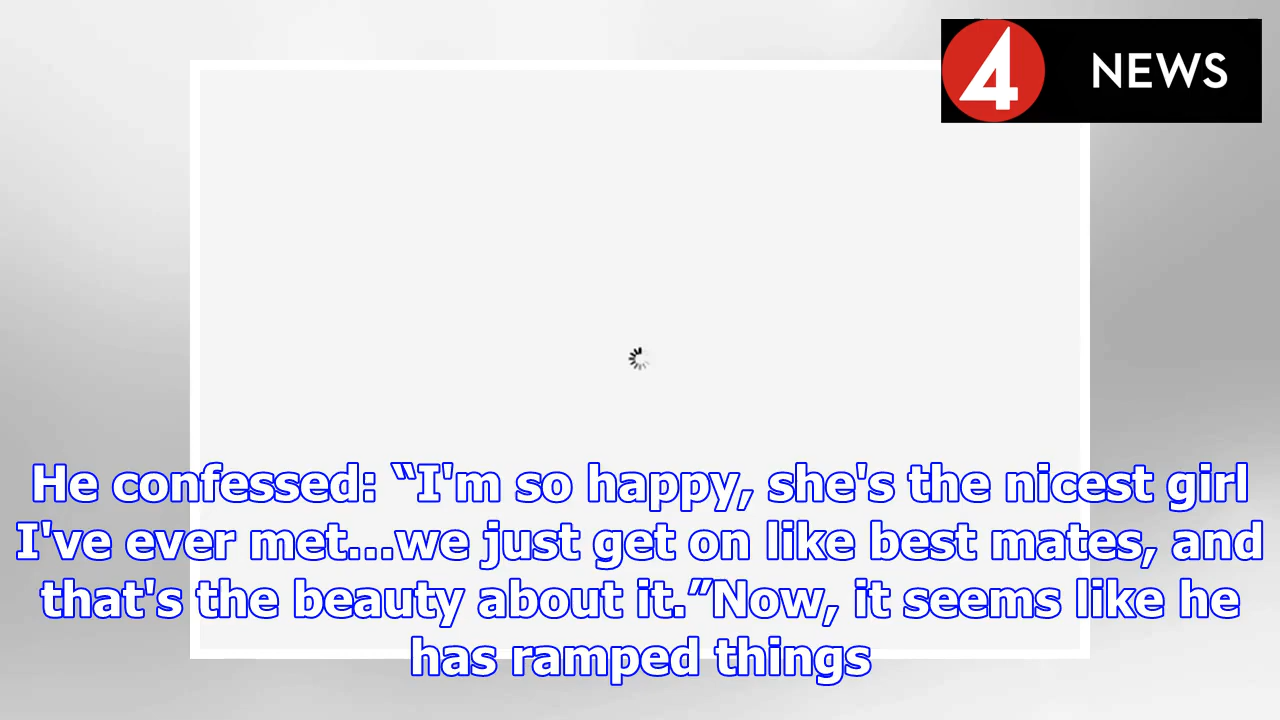 4 NEWS
He confessed: “I'm so happy, she's the nicest girl
I've ever met...we just get on like best mates, and
that's the beauty about it.”Now, it seems like he
has ramped things